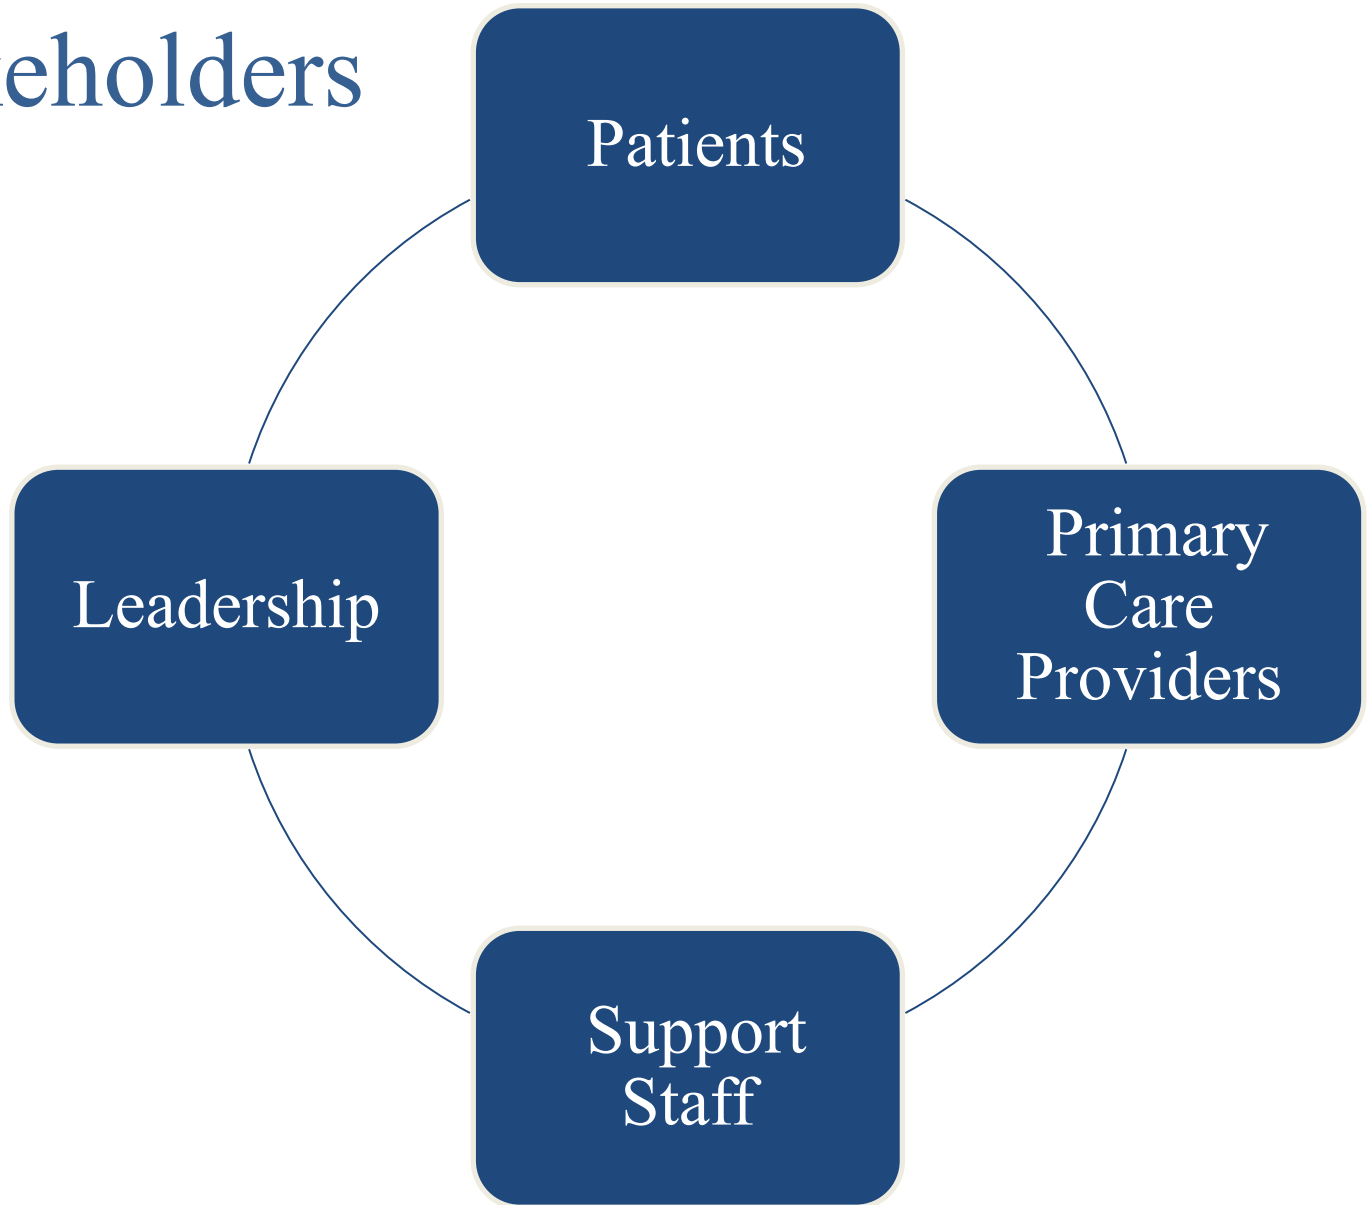 eholders
Patients
Leadership
Primary
Care
Providers
Support
Staff